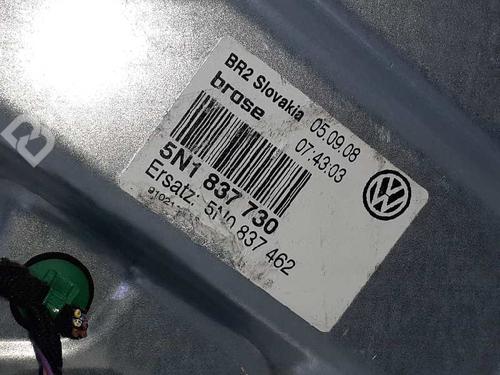 BR2 Slovakia 05.09.08
brose 07:43:03
5N1 837 730
Ersatz: 5N0 837 462